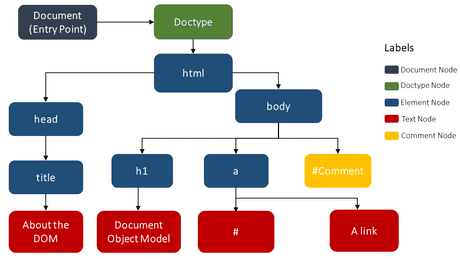 Document
(Entry Point)
Doctype
html
head
body
title
h1
a
#Comment
About the
DOM
Document
Object Model
#
A link
Labels
Document Node
Doctype Node
Element Node
Text Node
Comment Node